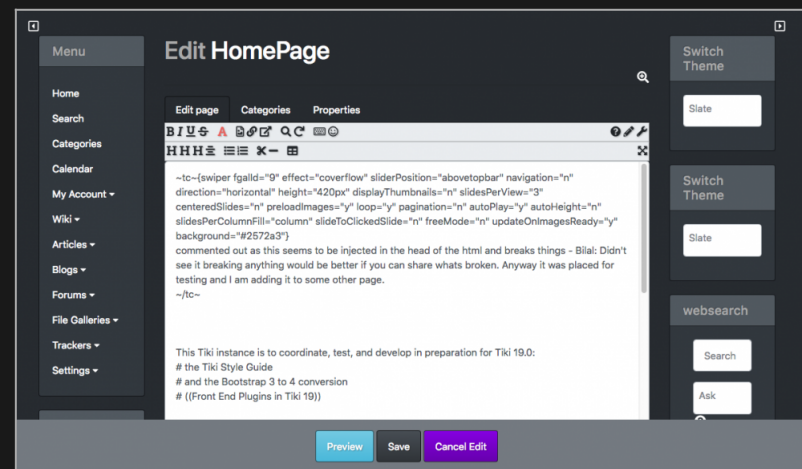 Menu
Home
Search
Categories
Calendar
My Account
Wiki
Articles
Blogs
Forums
File Galleries
Trackers
Settings
Edit HomePage
Edit page Categories Properties
B I U S A
H H H
~tc~{swiper fgalId="9" effect="coverflow" sliderPosition="abovetopbar" navigation="n"
direction="horizontal" height="420px" displayThumbnails="n" slidesPerView="3"
centeredSlides="n" preloadImages="y" loop="y" pagination="n" autoPlay="y" autoHeight="n"
slidesPerColumnFill="column" slideToClickedSlide="n" freeMode="n" updateOnImagesReady="y"
background="#2572a3"}
commented out as this seems to be injected in the head of the html and breaks things - Bilal: Didn't
see it breaking anything would be better if you can share whats broken. Anyway it was placed for
testing and I am adding it to some other page.
~/tc~
This Tiki instance is to coordinate, test, and develop in preparation for Tiki 19.0:
# the Tiki Style Guide
# and the Bootstrap 3 to 4 conversion
# ((Front End Plugins in Tiki 19))
Switch
Theme
Slate
Switch
Theme
Slate
websearch
Search
Ask
Preview Save Cancel Edit